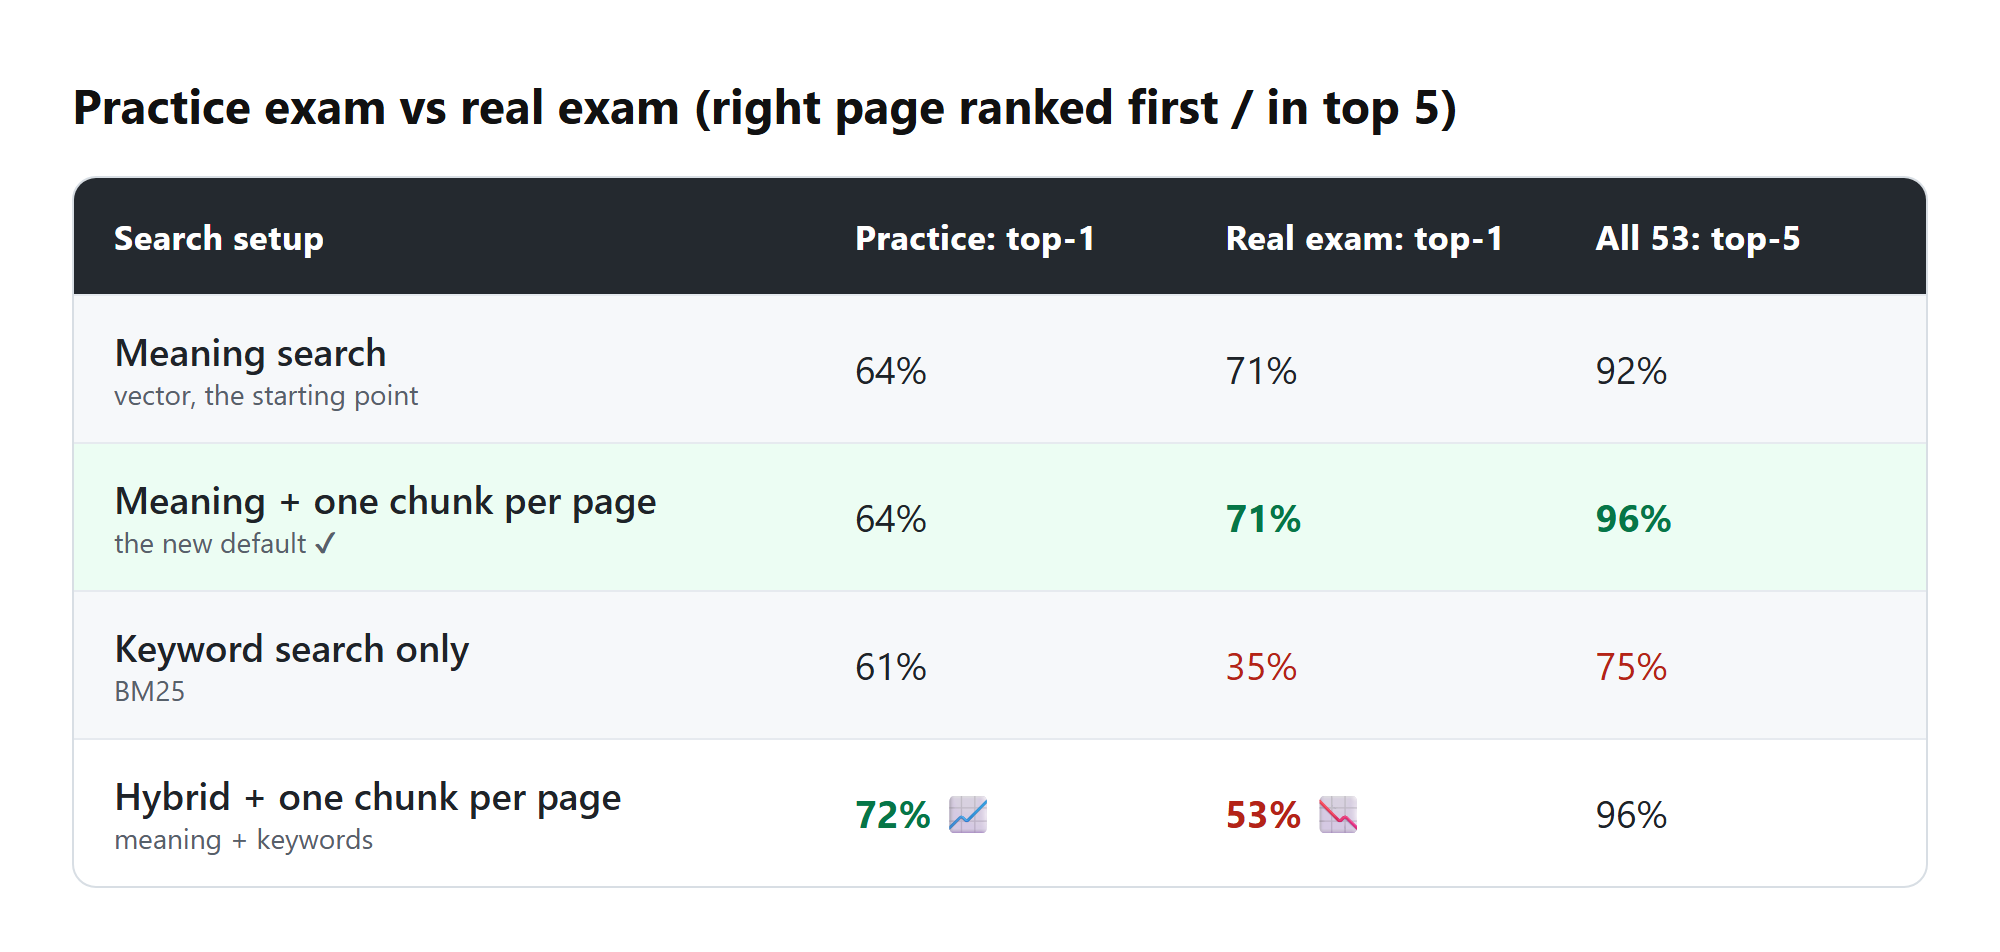 Practice exam vs real exam (right page ranked first / in top 5)
Search setup Practice: top-1 Real exam: top-1 All 53: top-5
Meaning search
vector, the starting point
64% 71% 92%
Meaning + one chunk per page
the new default ✓
64% 71% 96%
Keyword search only
BM25
61% 35% 75%
Hybrid + one chunk per page
meaning + keywords
72% 📈 53% 📉 96%